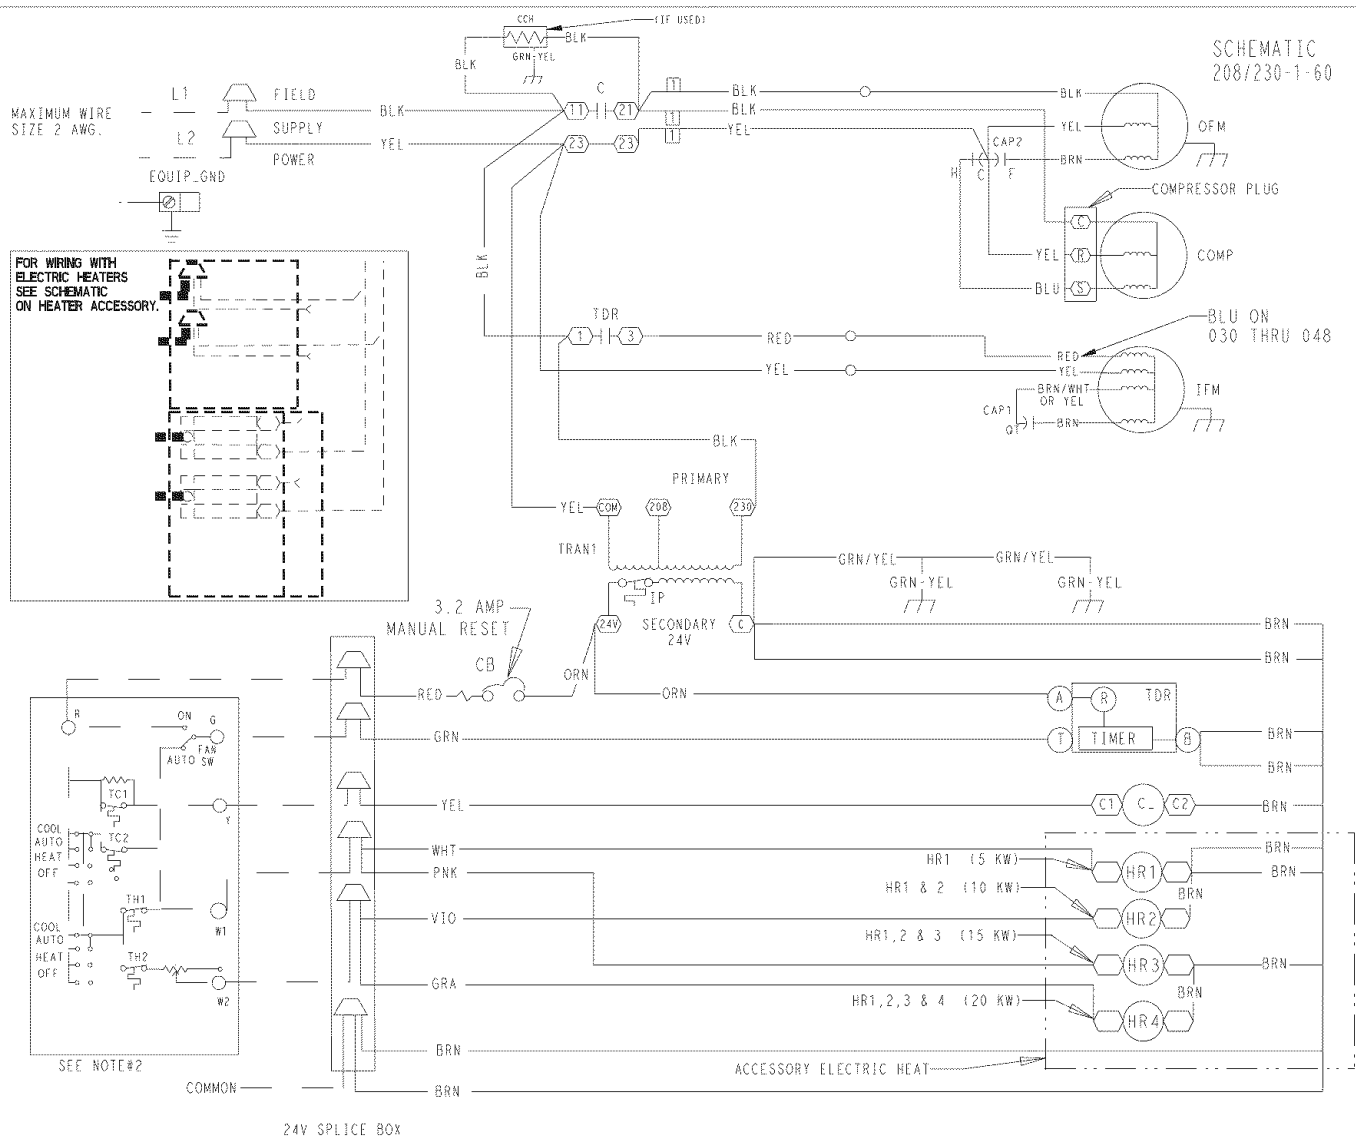 CCH
(IF USED)
BLK
GRN-YEL
BLK
SCHEMATIC
208/230-1-60
MAXIMUM WIRE
SIZE 2 AWG.
L1
FIELD
L2
SUPPLY
POWER
BLK
YEL
C
11
21
23
23
1
1
1
BLK
BLK
YEL
BLK
YEL
BRN
OFM
CAP2
H
C
F
EQUIP_GND
COMPRESSOR PLUG
C
YEL
R
BLU
S
COMP
FOR WIRING WITH
ELECTRIC HEATERS
SEE SCHEMATIC
ON HEATER ACCESSORY.
BLK
TDR
1
3
RED
YEL
BLU ON
030 THRU 048
RED
YEL
BRN/WHT
OR YEL
CAP1
BRN
IFM
BLK
PRIMARY
YEL
COM
208
230
TRAN1
IP
GRN/YEL
GRN/YEL
GRN-YEL
GRN-YEL
24V
SECONDARY
24V
C
3.2 AMP
MANUAL RESET
CB
ORN
BRN
BRN
RED
ORN
A
R
TDR
GRN
T
TIMER
B
BRN
BRN
R
ON
G
FAN
SW
AUTO
TC1
Y
YEL
C1
C_
C2
BRN
COOL
AUTO
HEAT
OFF
TC2
WHT
PNK
HR1 (5 KW)
HR1
BRN
BRN
HR1 & 2 (10 KW)
HR2
BRN
TH1
W1
VIO
HR1,2 & 3 (15 KW)
HR3
BRN
COOL
AUTO
HEAT
OFF
TH2
W2
GRA
HR1,2,3 & 4 (20 KW)
HR4
BRN
SEE NOTE#2
BRN
ACCESSORY ELECTRIC HEAT
COMMON
BRN
24V SPLICE BOX